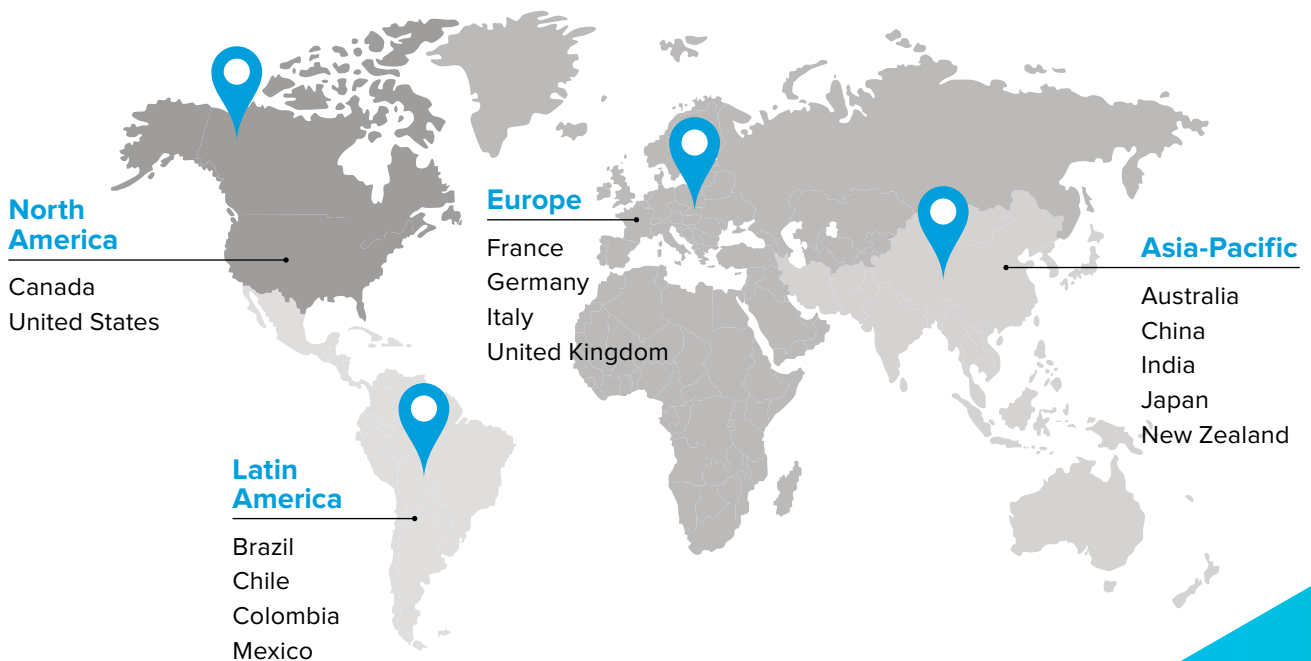 North
America
Canada
United States
Europe
France
Germany
Italy
United Kingdom
Asia-Pacific
Australia
China
India
Japan
New Zealand
Latin
America
Brazil
Chile
Colombia
Mexico